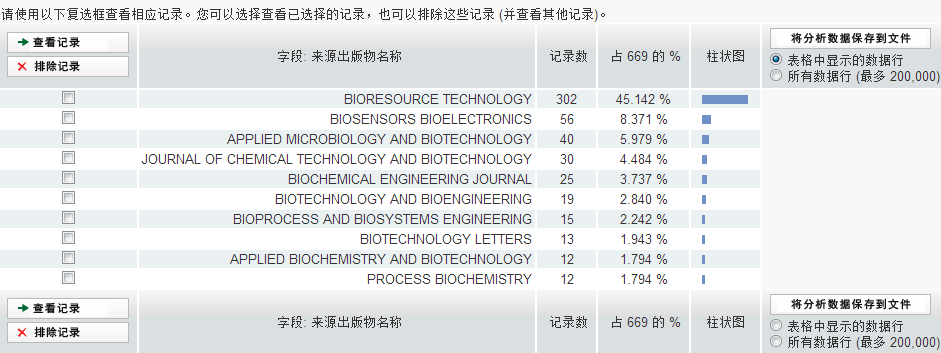 请使用以下复选框查看相应记录。您可以选择查看已选择的记录，也可以排除这些记录 (并查看其他记录)。
查看记录
排除记录
字段: 来源出版物名称 记录数 占 669 的 % 柱状图
将分析数据保存到文件
表格中显示的数据行
所有数据行 (最多 200,000)
BIORESOURCE TECHNOLOGY 302 45.142 %
BIOSENSORS BIOELECTRONICS 56 8.371 %
APPLIED MICROBIOLOGY AND BIOTECHNOLOGY 40 5.979 %
JOURNAL OF CHEMICAL TECHNOLOGY AND BIOTECHNOLOGY 30 4.484 %
BIOCHEMICAL ENGINEERING JOURNAL 25 3.737 %
BIOTECHNOLOGY AND BIOENGINEERING 19 2.840 %
BIOPROCESS AND BIOSYSTEMS ENGINEERING 15 2.242 %
BIOTECHNOLOGY LETTERS 13 1.943 %
APPLIED BIOCHEMISTRY AND BIOTECHNOLOGY 12 1.794 %
PROCESS BIOCHEMISTRY 12 1.794 %
查看记录
排除记录
字段: 来源出版物名称 记录数 占 669 的 % 柱状图
将分析数据保存到文件
表格中显示的数据行
所有数据行 (最多 200,000)